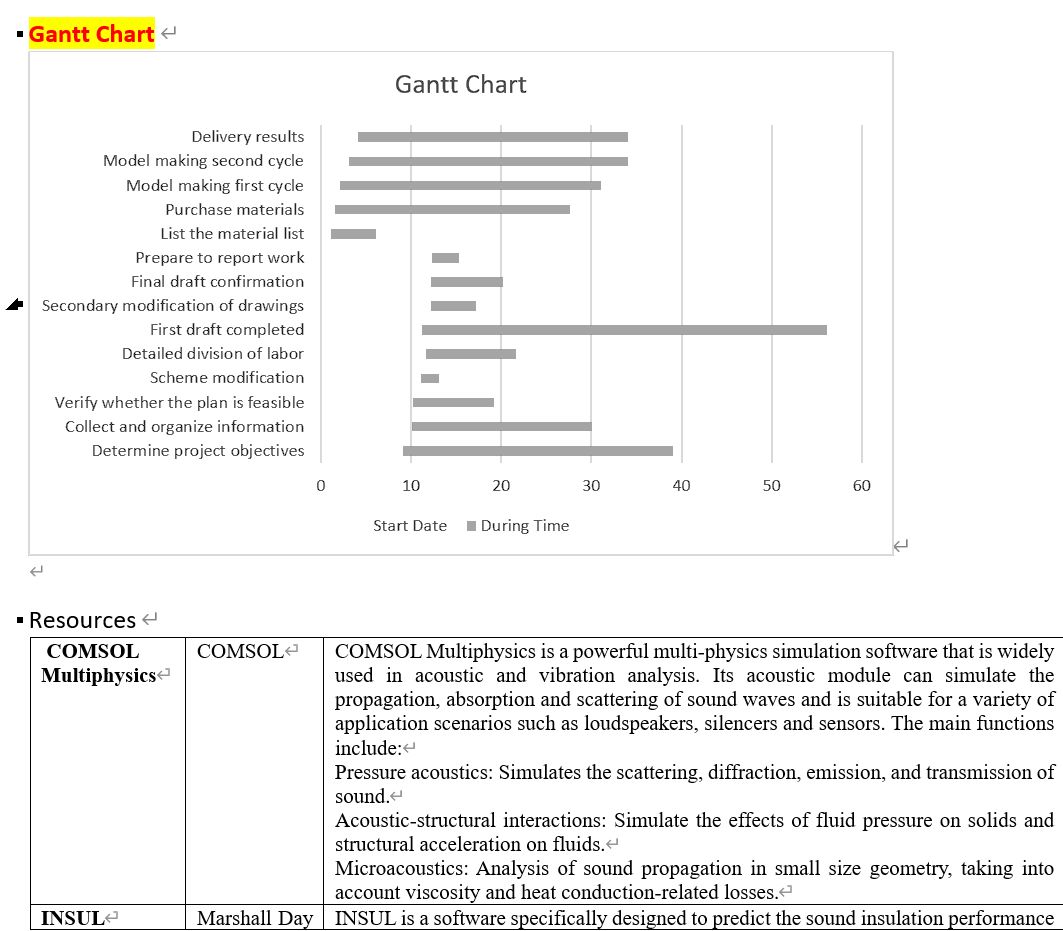 Gantt Chart
Gantt Chart
Delivery results
Model making second cycle
Model making first cycle
Purchase materials
List the material list
Prepare to report work
Final draft confirmation
Secondary modification of drawings
First draft completed
Detailed division of labor
Scheme modification
Verify whether the plan is feasible
Collect and organize information
Determine project objectives
0 10 20 30 40 50 60
Start Date During Time
Resources
COMSOL
Multiphysics
COMSOL
COMSOL Multiphysics is a powerful multi-physics simulation software that is widely
used in acoustic and vibration analysis. Its acoustic module can simulate the
propagation, absorption and scattering of sound waves and is suitable for a variety of
application scenarios such as loudspeakers, silencers and sensors. The main functions
include:
Pressure acoustics: Simulates the scattering, diffraction, emission, and transmission of
sound.
Acoustic-structural interactions: Simulate the effects of fluid pressure on solids and
structural acceleration on fluids.
Microacoustics: Analysis of sound propagation in small size geometry, taking into
account viscosity and heat conduction-related losses.
INSUL
Marshall Day
INSUL is a software specifically designed to predict the sound insulation performance